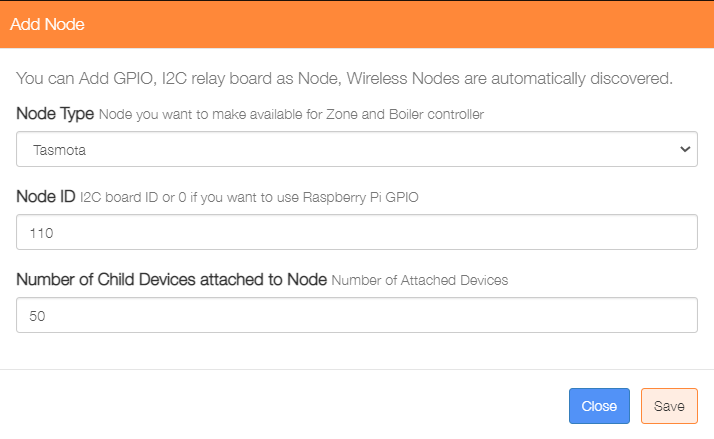 Add Node
You can Add GPIO, I2C relay board as Node, Wireless Nodes are automatically discovered.
Node Type Node you want to make available for Zone and Boiler controller
Tasmota
Node ID I2C board ID or 0 if you want to use Raspberry Pi GPIO
110
Number of Child Devices attached to Node Number of Attached Devices
50
Close Save